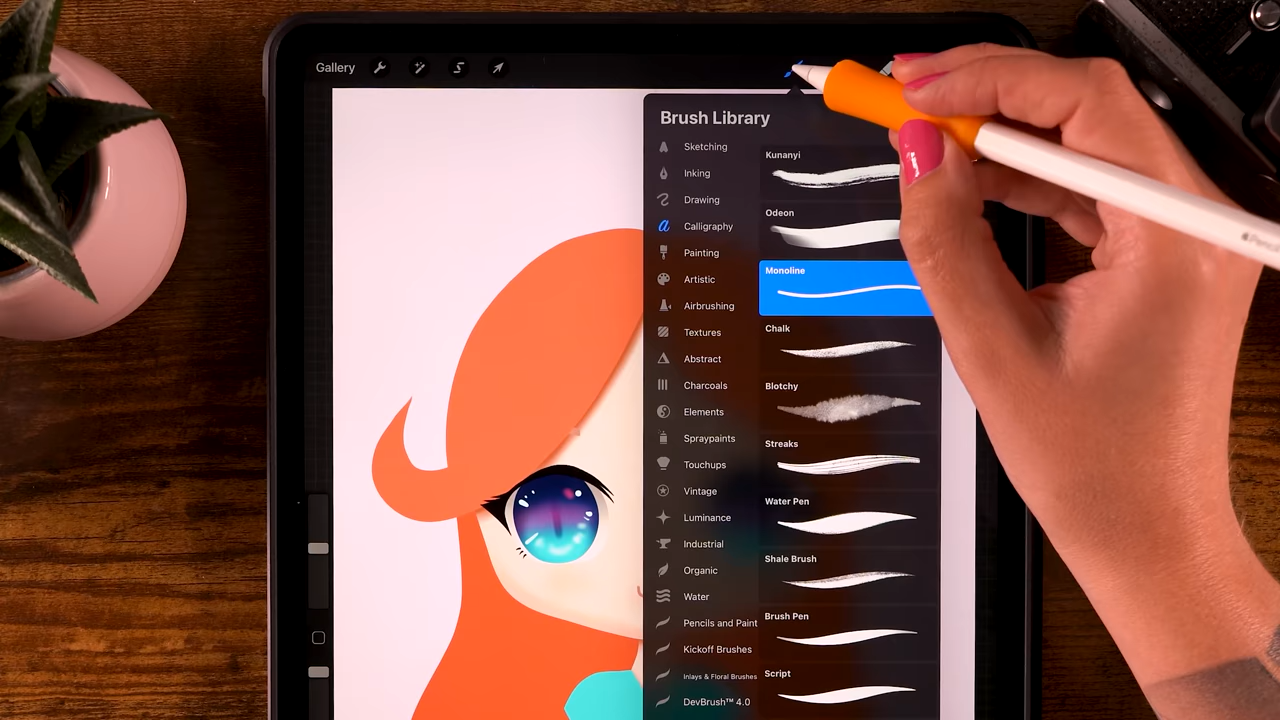 Gallery
Brush Library
Sketching
Inking
Drawing
Calligraphy
Painting
Artistic
Airbrushing
Textures
Abstract
Charcoals
Elements
Spraypaints
Touchups
Vintage
Luminance
Industrial
Organic
Water
Pencils and Paint
Kickoff Brushes
Inlays & Floral Brushes
DevBrush™ 4.0
Kunanyi
Odeon
Monoline
Chalk
Blotchy
Streaks
Water Pen
Shale Brush
Brush Pen
Script